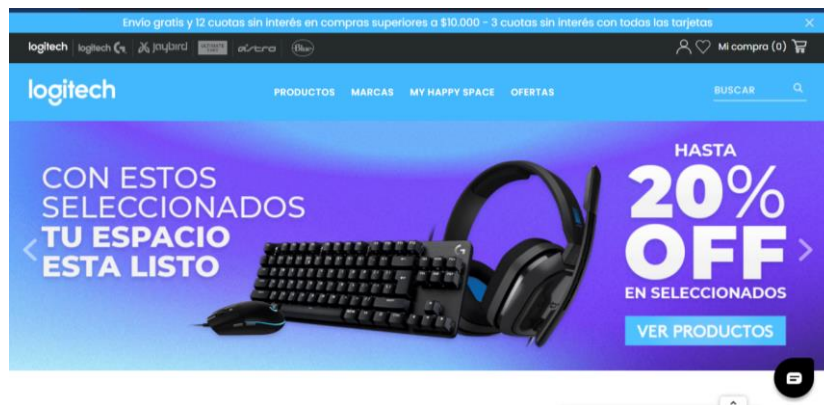 Envío gratis y 12 cuotas sin interés en compras superiores a $10.000 - 3 cuotas sin interés con todas las tarjetas
logitech logitech G jaybird ULTIMATE EARS ASTRO Blue Mi compra (0)
logitech PRODUCTOS MARCAS MY HAPPY SPACE OFERTAS BUSCAR
CON ESTOS
SELECCIONADOS
TU ESPACIO
ESTA LISTO
HASTA
20%
OFF
EN SELECCIONADOS
VER PRODUCTOS